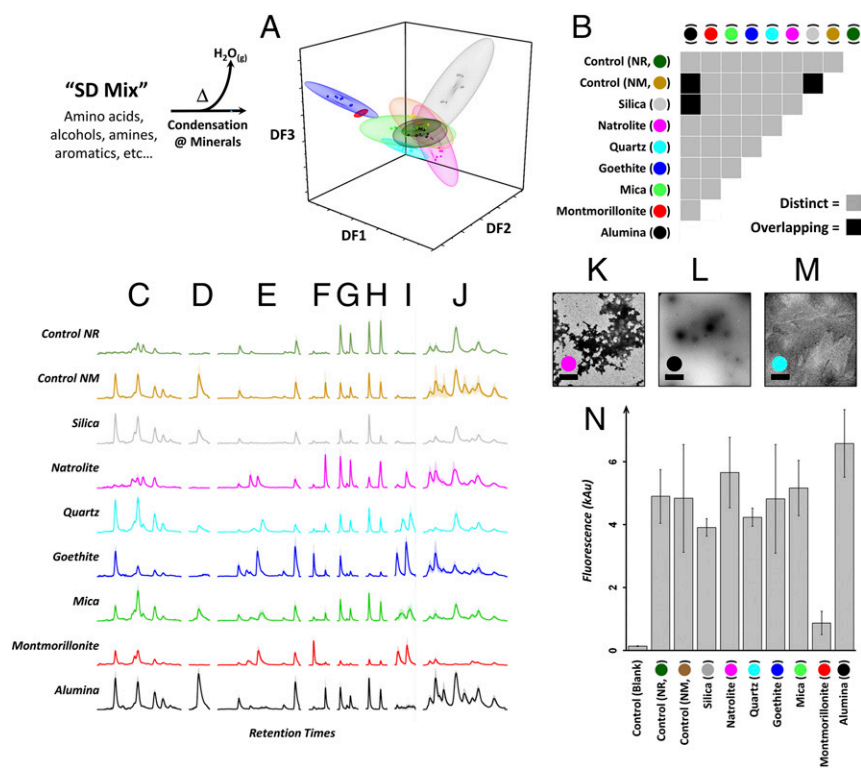 A
B
H₂O(g)
"SD Mix"
Δ
Amino acids,
alcohols, amines,
aromatics, etc...
Condensation
@ Minerals
DF3
DF1
DF2
Control (NR, )
Control (NM, )
Silica ( )
Natrolite ( )
Quartz ( )
Goethite ( )
Mica ( )
Montmorillonite ( )
Alumina ( )
Distinct =
Overlapping =
C D E F G H I J
Control NR
Control NM
Silica
Natrolite
Quartz
Goethite
Mica
Montmorillonite
Alumina
Retention Times
K L M
N
Fluorescence (kAu)
6
4
2
0
Control (Blank)
Control (NR, )
Control (NM, )
Silica ( )
Natrolite ( )
Quartz ( )
Goethite ( )
Mica ( )
Montmorillonite ( )
Alumina ( )